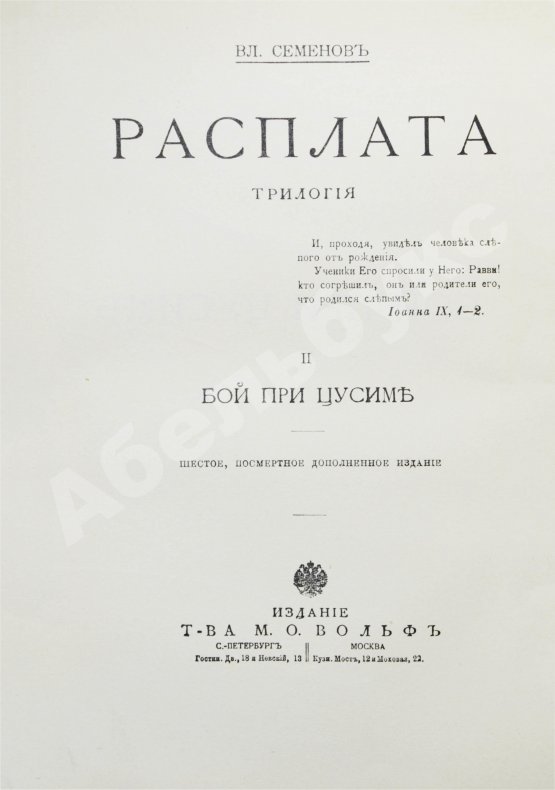 ВЛ. СЕМЕНОВЪ
РАСПЛАТА
ТРИЛОГІЯ
И, проходя, увидѣлъ человѣка слѣ-
пого отъ рожденія.
Ученики Его спросили у Него: Равви!
кто согрѣшилъ, онъ или родители его,
что родился слѣпымъ?
Іоанна IX, 1—2.
II
БОЙ ПРИ ЦУСИМѢ
ШЕСТОЕ, ПОСМЕРТНОЕ ДОПОЛНЕННОЕ ИЗДАНІЕ
ИЗДАНІЕ
Т-ВА М. О. ВОЛЬФЪ
С.-ПЕТЕРБУРГЪ МОСКВА
Гостин. Дв., 18 и Невскій, 13 Кузн. Мостъ, 12 и Моховая, 22.
Абельбукс